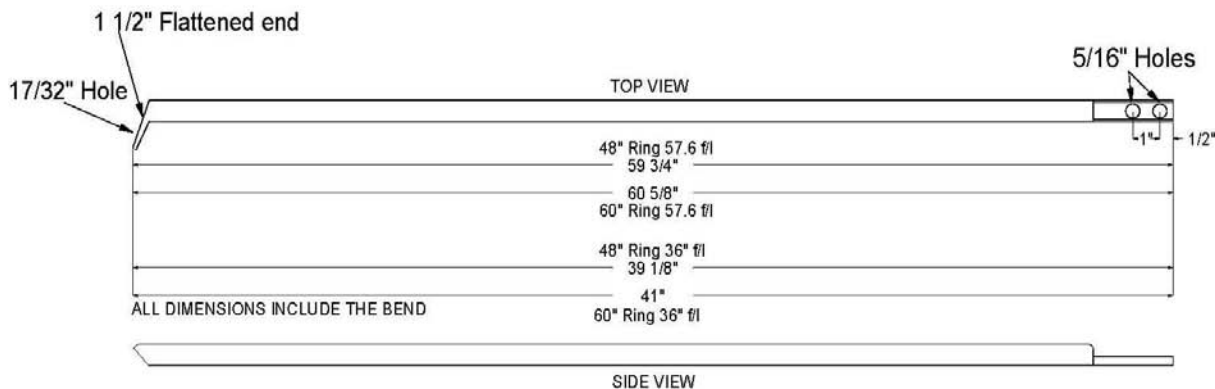 1 1/2" Flattened end
5/16" Holes
17/32" Hole
TOP VIEW
1"
1/2"
48" Ring 57.6 f/l
59 3/4"
60 5/8"
60" Ring 57.6 f/l
48" Ring 36" f/l
39 1/8"
41"
ALL DIMENSIONS INCLUDE THE BEND
60" Ring 36" f/l
SIDE VIEW